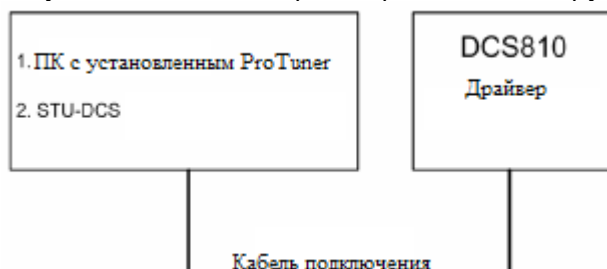 1. ПК с установленным ProTuner
2. STU-DCS
DCS810
Драйвер
Кабель подключения